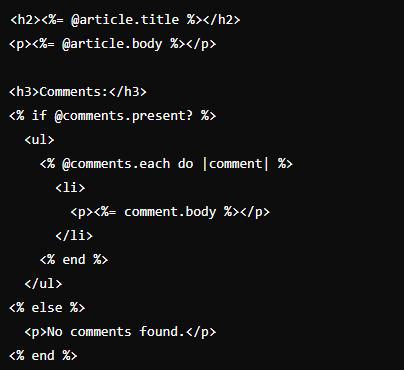 <h2><%= @article.title %></h2>
<p><%= @article.body %></p>

<h3>Comments:</h3>
<% if @comments.present? %>
  <ul>
    <% @comments.each do |comment| %>
      <li>
        <p><%= comment.body %></p>
      </li>
    <% end %>
  </ul>
<% else %>
  <p>No comments found.</p>
<% end %>